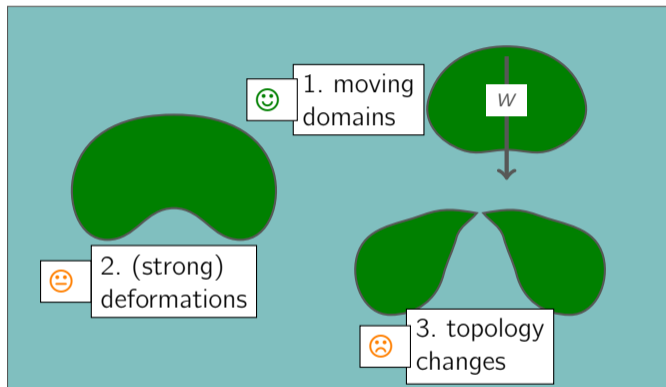 1. moving
domains
w
2. (strong)
deformations
3. topology
changes